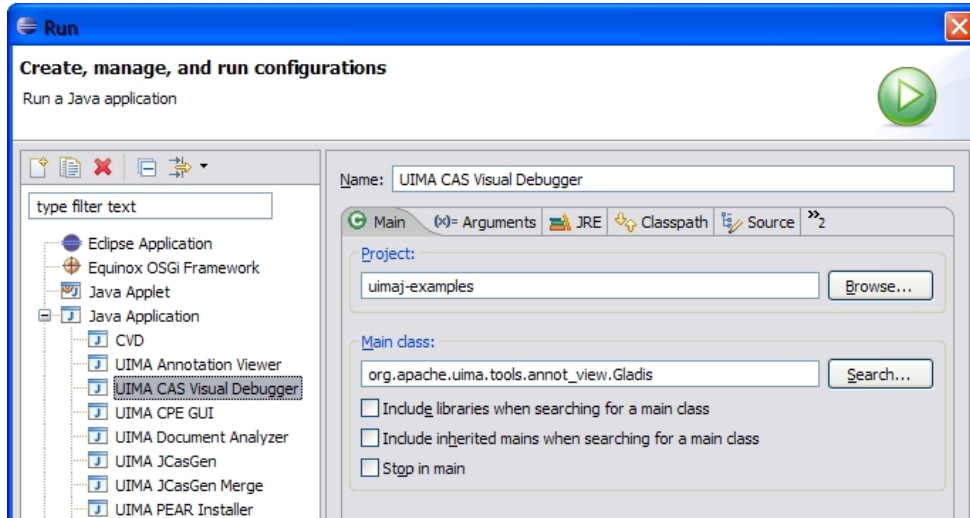 Run
Create, manage, and run configurations
Run a Java application
type filter text
Eclipse Application
Equinox OSGi Framework
Java Applet
Java Application
CVD
UIMA Annotation Viewer
UIMA CAS Visual Debugger
UIMA CPE GUI
UIMA Document Analyzer
UIMA JCasGen
UIMA JCasGen Merge
UIMA PEAR Installer
Name: UIMA CAS Visual Debugger
Main (x)= Arguments JRE Classpath Source »2
Project:
uimaj-examples Browse...
Main class:
org.apache.uima.tools.annot_view.Gladis Search...
Include libraries when searching for a main class
Include inherited mains when searching for a main class
Stop in main